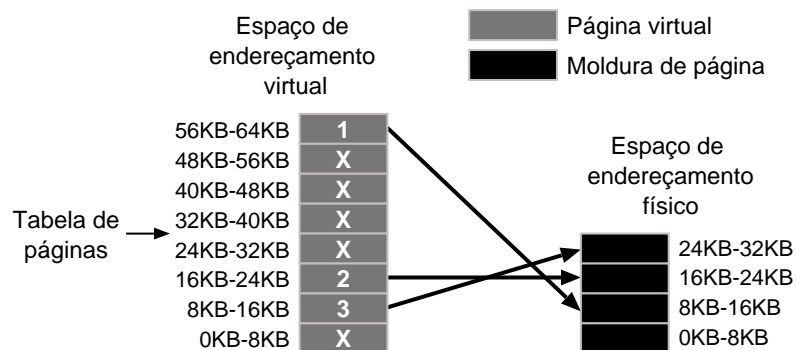 Espaço de
endereçamento
virtual
Página virtual
Moldura de página
56KB-64KB 1
48KB-56KB X
40KB-48KB X
32KB-40KB X
24KB-32KB X
16KB-24KB 2
8KB-16KB 3
0KB-8KB X
Tabela de
páginas
Espaço de
endereçamento
físico
24KB-32KB
16KB-24KB
8KB-16KB
0KB-8KB